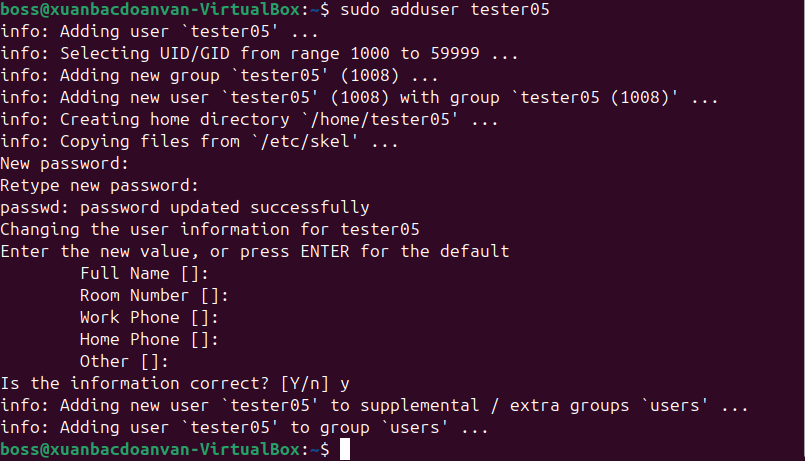 boss@xuanbacdoanvan-VirtualBox:~$ sudo adduser tester05
info: Adding user `tester05' ...
info: Selecting UID/GID from range 1000 to 59999 ...
info: Adding new group `tester05' (1008) ...
info: Adding new user `tester05' (1008) with group `tester05 (1008)' ...
info: Creating home directory `/home/tester05' ...
info: Copying files from `/etc/skel' ...
New password:
Retype new password:
passwd: password updated successfully
Changing the user information for tester05
Enter the new value, or press ENTER for the default
        Full Name []:
        Room Number []:
        Work Phone []:
        Home Phone []:
        Other []:
Is the information correct? [Y/n] y
info: Adding new user `tester05' to supplemental / extra groups `users' ...
info: Adding user `tester05' to group `users' ...
boss@xuanbacdoanvan-VirtualBox:~$